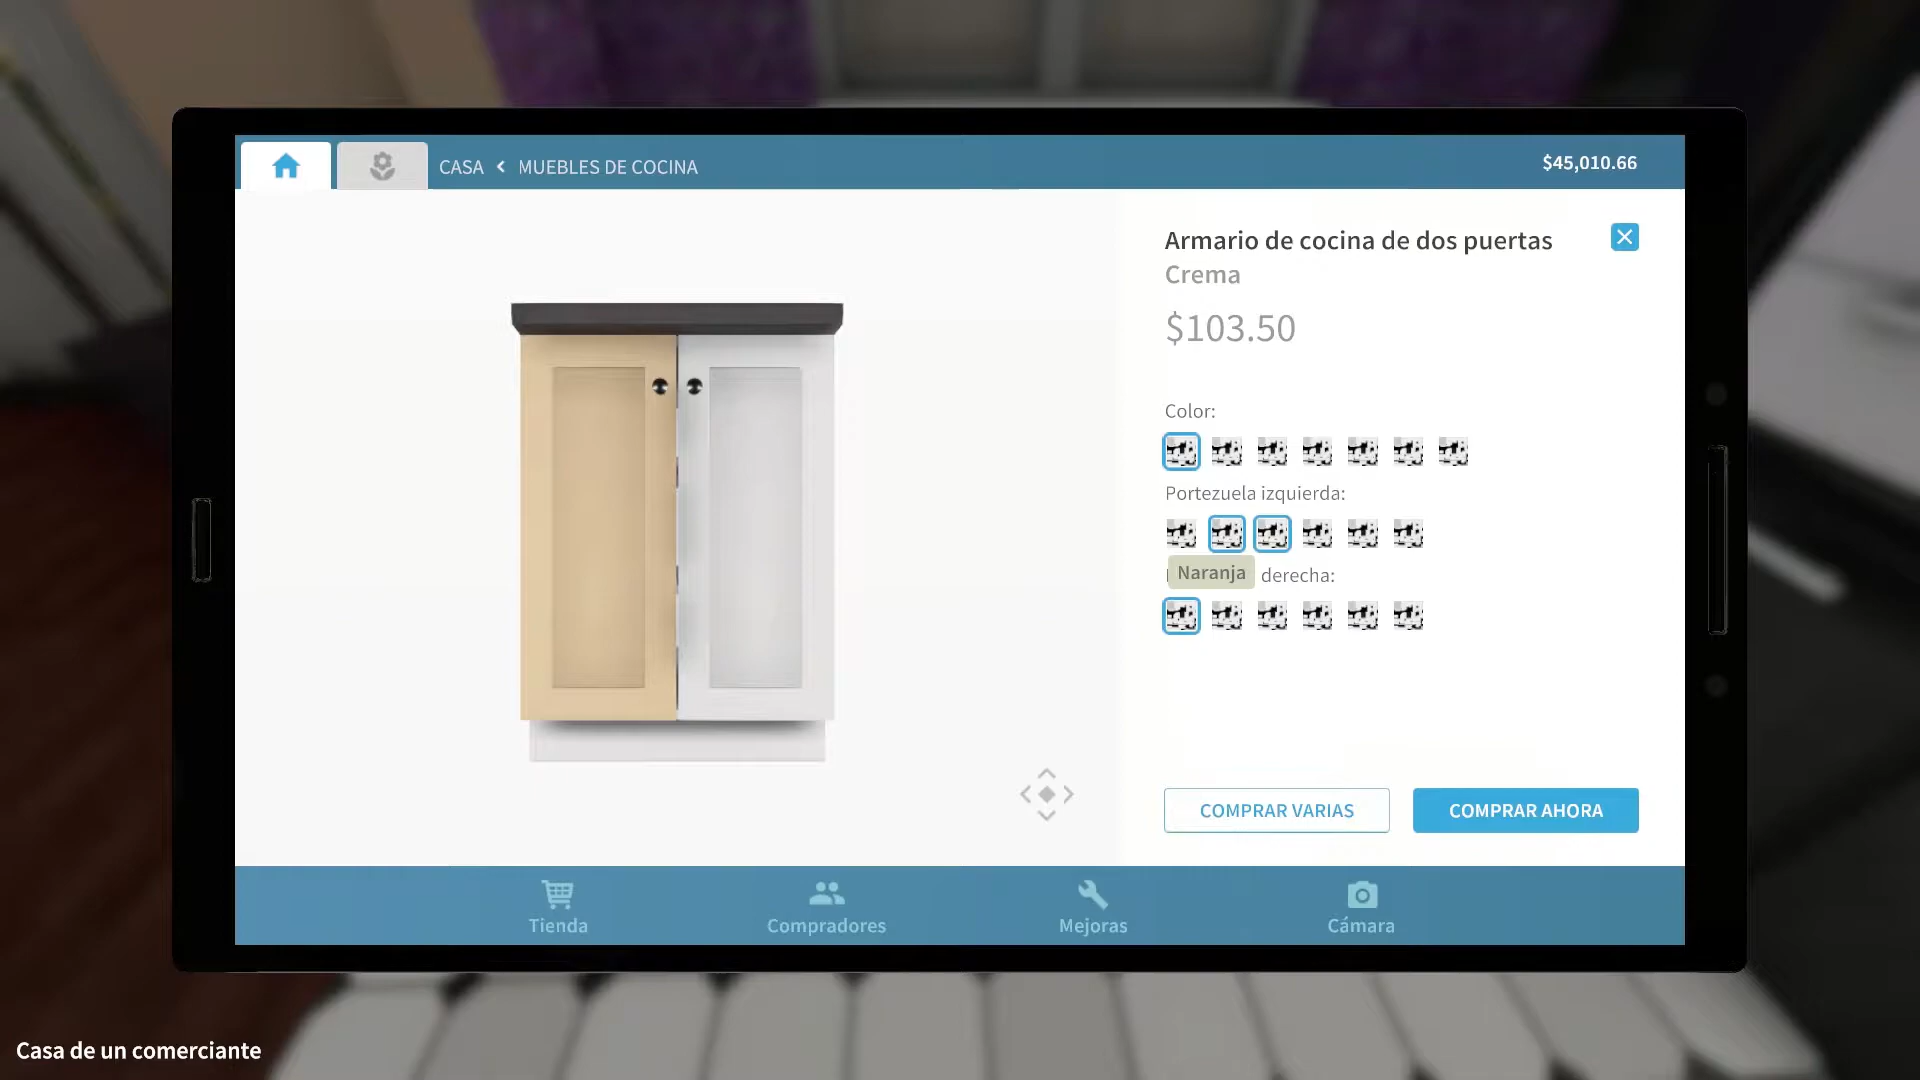 CASA < MUEBLES DE COCINA
$45,010.66
Armario de cocina de dos puertas
Crema
$103.50
Color:
Portezuela izquierda:
Naranja
derecha:
COMPRAR VARIAS
COMPRAR AHORA
Tienda
Compradores
Mejoras
Cámara
Casa de un comerciante